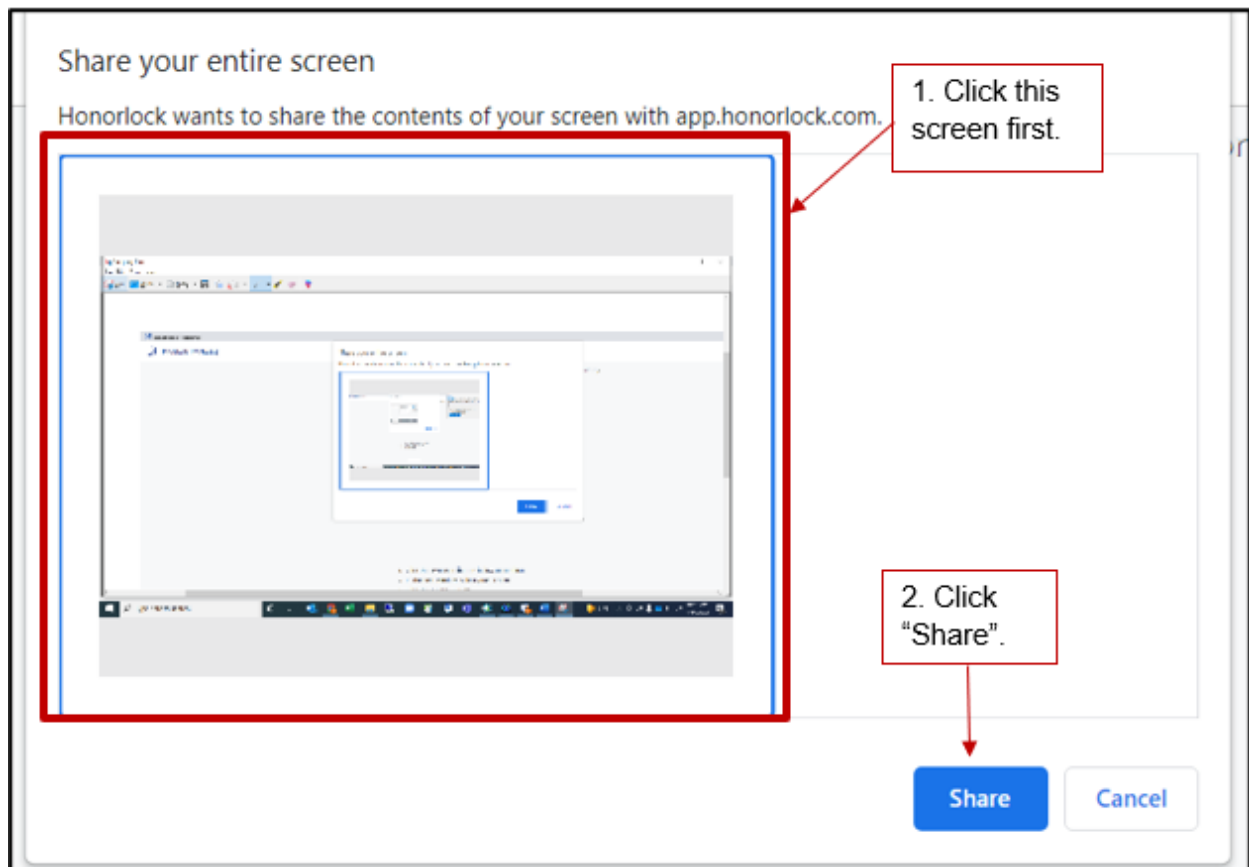 Share your entire screen
Honorlock wants to share the contents of your screen with app.honorlock.com.
1. Click this
screen first.
2. Click
“Share”.
Share Cancel